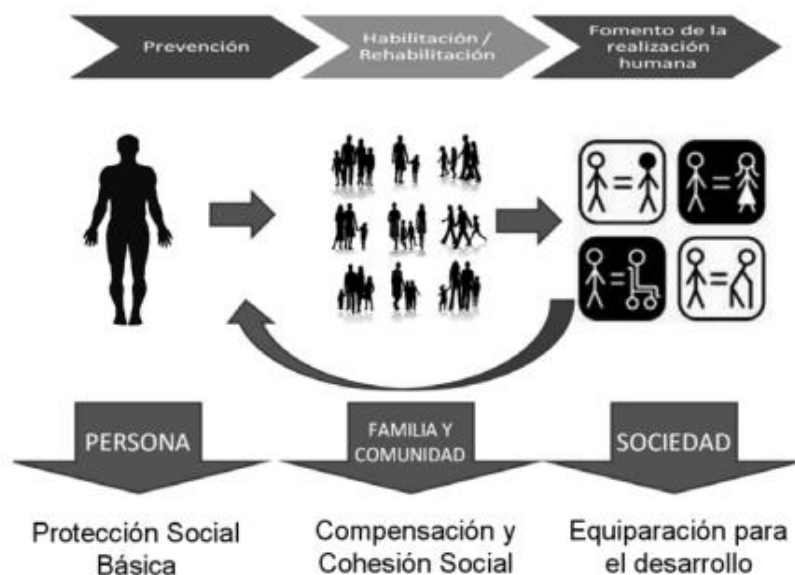 Prevención
Habilitación /
Rehabilitación
Fomento de la
realización
humana
=
=
=
=
PERSONA
FAMILIA Y
COMUNIDAD
SOCIEDAD
Protección Social
Básica
Compensación y
Cohesión Social
Equiparación para
el desarrollo